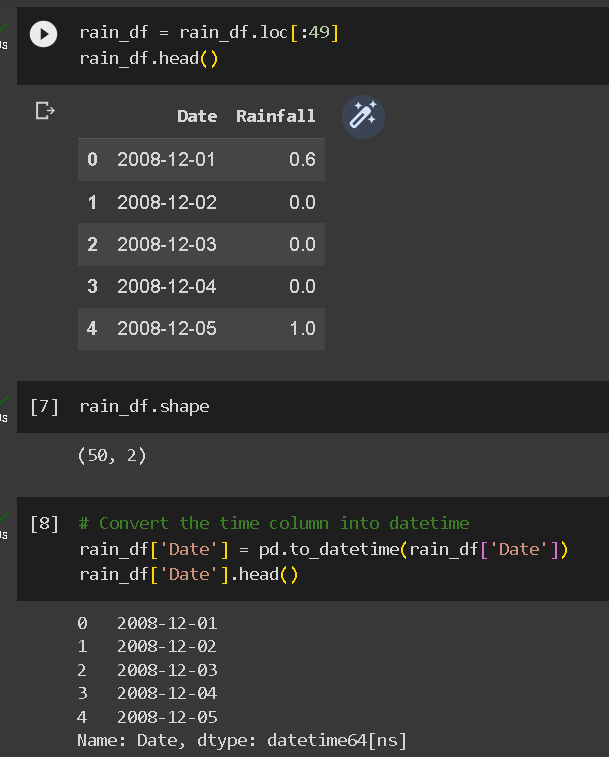 rain_df = rain_df.loc[:49]
rain_df.head()
Date Rainfall
0 2008-12-01 0.6
1 2008-12-02 0.0
2 2008-12-03 0.0
3 2008-12-04 0.0
4 2008-12-05 1.0
[7] rain_df.shape
(50, 2)
[8] # Convert the time column into datetime
rain_df['Date'] = pd.to_datetime(rain_df['Date'])
rain_df['Date'].head()
0 2008-12-01
1 2008-12-02
2 2008-12-03
3 2008-12-04
4 2008-12-05
Name: Date, dtype: datetime64[ns]